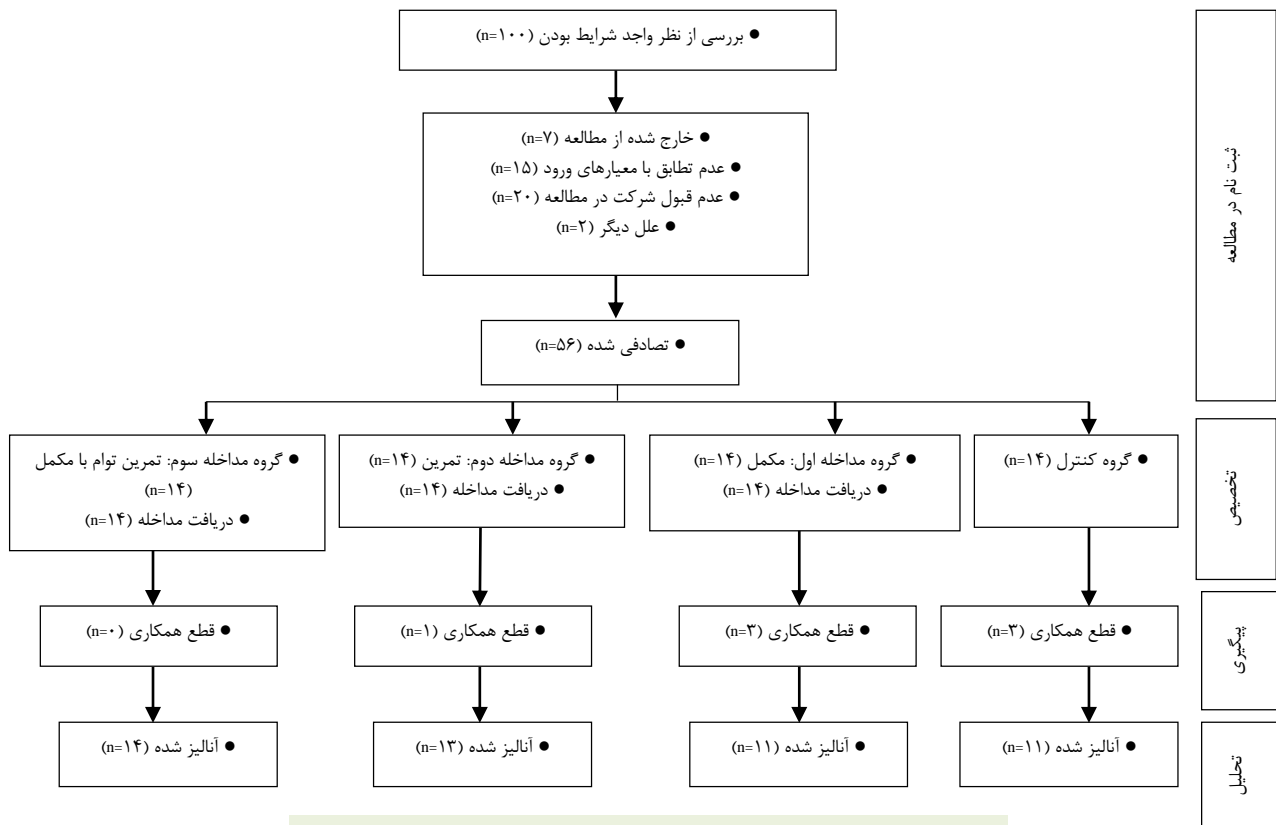 ● بررسی از نظر واجد شرایط بودن (n=۱۰۰)
● خارج شده از مطالعه (n=۷)
● عدم تطابق با معیارهای ورود (n=۱۵)
● عدم قبول شرکت در مطالعه (n=۲۰)
● علل دیگر (n=۲)
● تصادفی شده (n=۵۶)
ثبت نام در مطالعه
● گروه کنترل (n=۱۴)
● گروه مداخله اول: مکمل (n=۱۴)
● دریافت مداخله (n=۱۴)
● گروه مداخله دوم: تمرین (n=۱۴)
● دریافت مداخله (n=۱۴)
● گروه مداخله سوم: تمرین توام با مکمل
(n=۱۴)
● دریافت مداخله (n=۱۴)
تخصیص
● قطع همکاری (n=۳)
● قطع همکاری (n=۳)
● قطع همکاری (n=۱)
● قطع همکاری (n=۰)
پیگیری
● آنالیز شده (n=۱۱)
● آنالیز شده (n=۱۱)
● آنالیز شده (n=۱۳)
● آنالیز شده (n=۱۴)
تحلیل